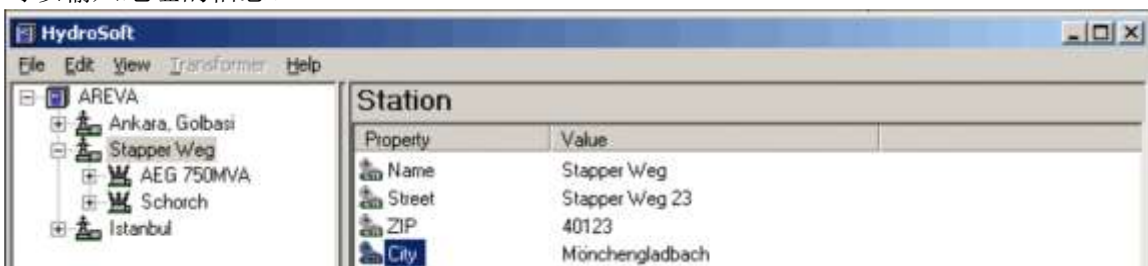 HydroSoft
File Edit View Transformer Help
AREVA
Ankara, Golbasi
Stapper Weg
AEG 750MVA
Schorch
Istanbul
Station
Property Value
Name Stapper Weg
Street Stapper Weg 23
ZIP 40123
City Mönchengladbach